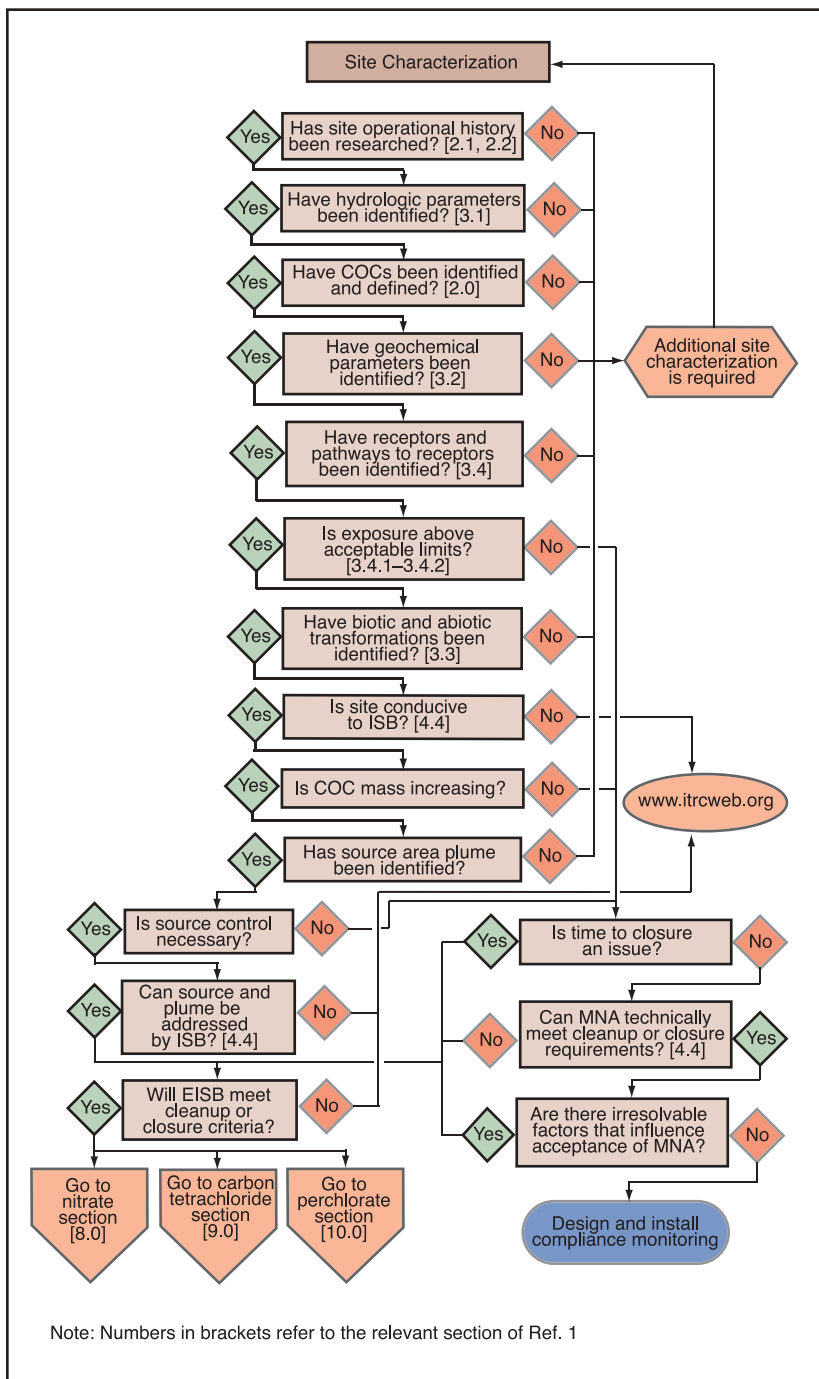 Site Characterization
Yes
Has site operational history
been researched? [2.1, 2.2]
No
Yes
Have hydrologic parameters
been identified? [3.1]
No
Yes
Have COCs been identified
and defined? [2.0]
No
Yes
Have geochemical
parameters been
identified? [3.2]
No
Additional site
characterization
is required
Yes
Have receptors and
pathways to receptors
been identified? [3.4]
No
Yes
Is exposure above
acceptable limits?
[3.4.1–3.4.2]
No
Yes
Have biotic and abiotic
transformations been
identified? [3.3]
No
Yes
Is site conducive
to ISB? [4.4]
No
Yes
Is COC mass increasing?
No
www.itrcweb.org
Yes
Has source area plume
been identified?
No
Yes
Is source control
necessary?
No
Yes
Is time to closure
an issue?
No
Yes
Can source and
plume be
addressed
by ISB? [4.4]
No
No
Can MNA technically
meet cleanup or closure
requirements? [4.4]
Yes
Yes
Will EISB meet
cleanup or
closure criteria?
No
Yes
Are there irresolvable
factors that influence
acceptance of MNA?
No
Go to
nitrate
section
[8.0]
Go to carbon
tetrachloride
section
[9.0]
Go to
perchlorate
section
[10.0]
Design and install
compliance monitoring
Note: Numbers in brackets refer to the relevant section of Ref. 1